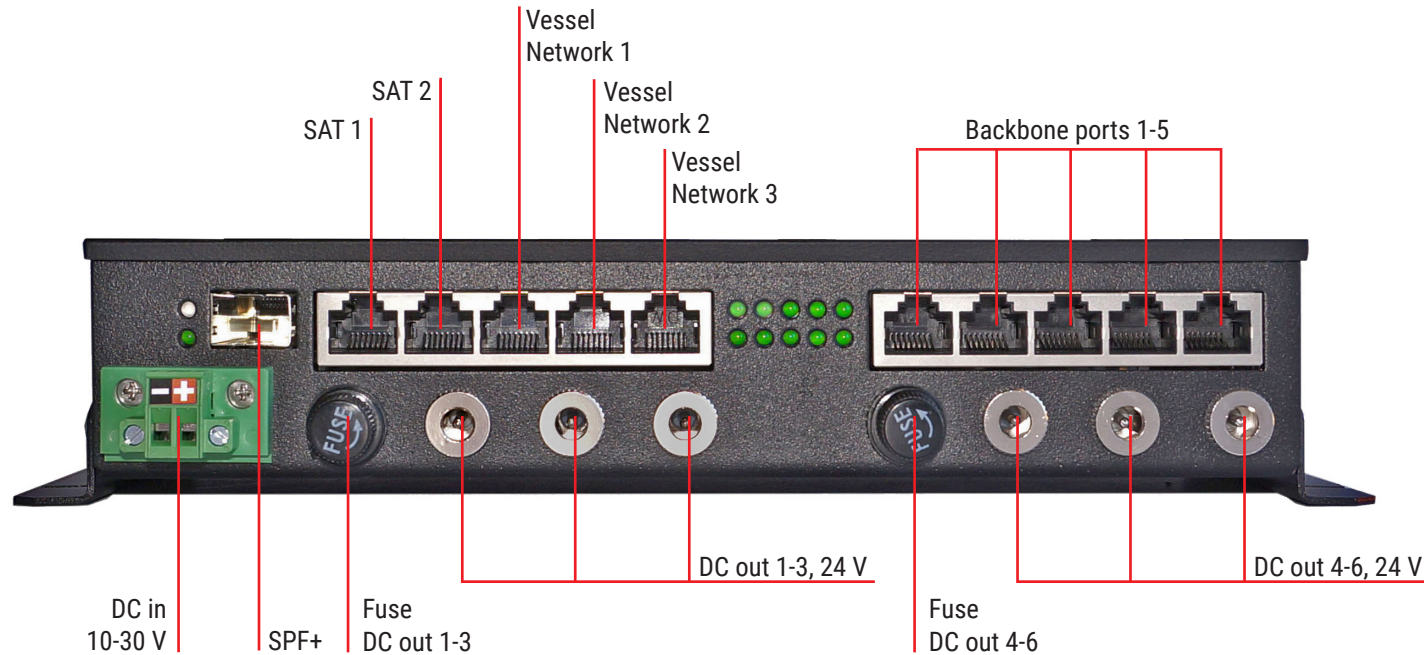 Vessel
Network 1
SAT 2
Vessel
Network 2
SAT 1
Backbone ports 1-5
Vessel
Network 3
- +
FUSE
FUSE
DC out 1-3, 24 V
DC out 4-6, 24 V
DC in
10-30 V
SPF+
Fuse
DC out 1-3
Fuse
DC out 4-6